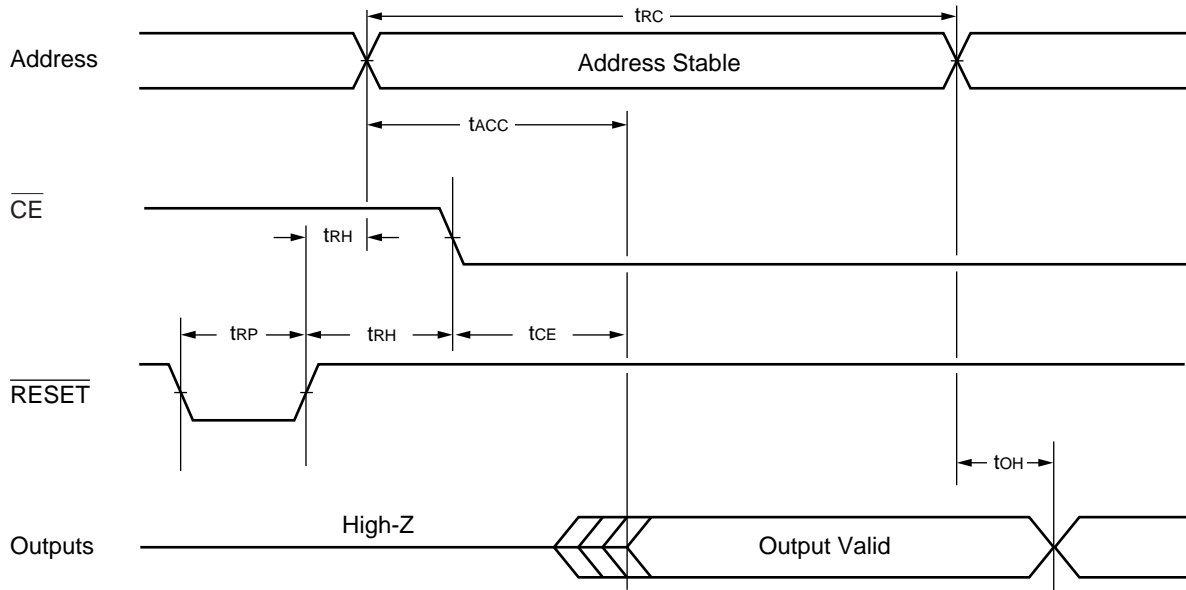 tRC
Address
Address Stable
tACC
CE
tRH
tRP
tRH
tCE
RESET
tOH
High-Z
Outputs
Output Valid